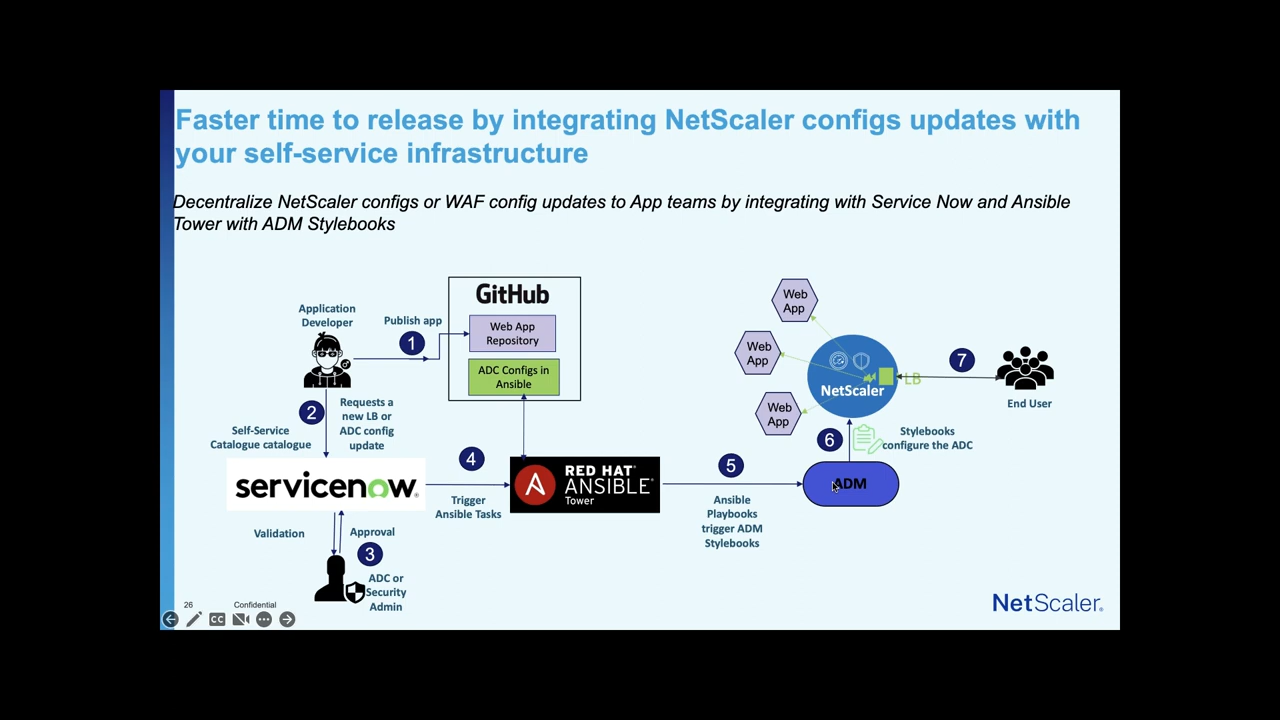 Faster time to release by integrating NetScaler configs updates with
your self-service infrastructure
Decentralize NetScaler configs or WAF config updates to App teams by integrating with Service Now and Ansible
Tower with ADM Stylebooks
Application
Developer
Publish app
1
GitHub
Web App
Repository
ADC Configs in
Ansible
2
Requests a
new LB or
ADC config
update
Self-Service
Catalogue catalogue
servicenow
4
Trigger
Ansible Tasks
RED HAT
ANSIBLE
Tower
5
Ansible
Playbooks
trigger ADM
Stylebooks
Validation
Approval
3
ADC or
Security
Admin
Web
App
Web
App
Web
App
NetScaler
LB
7
End User
6
Stylebooks
configure the ADC
ADM
26
Confidential
CC
NetScaler